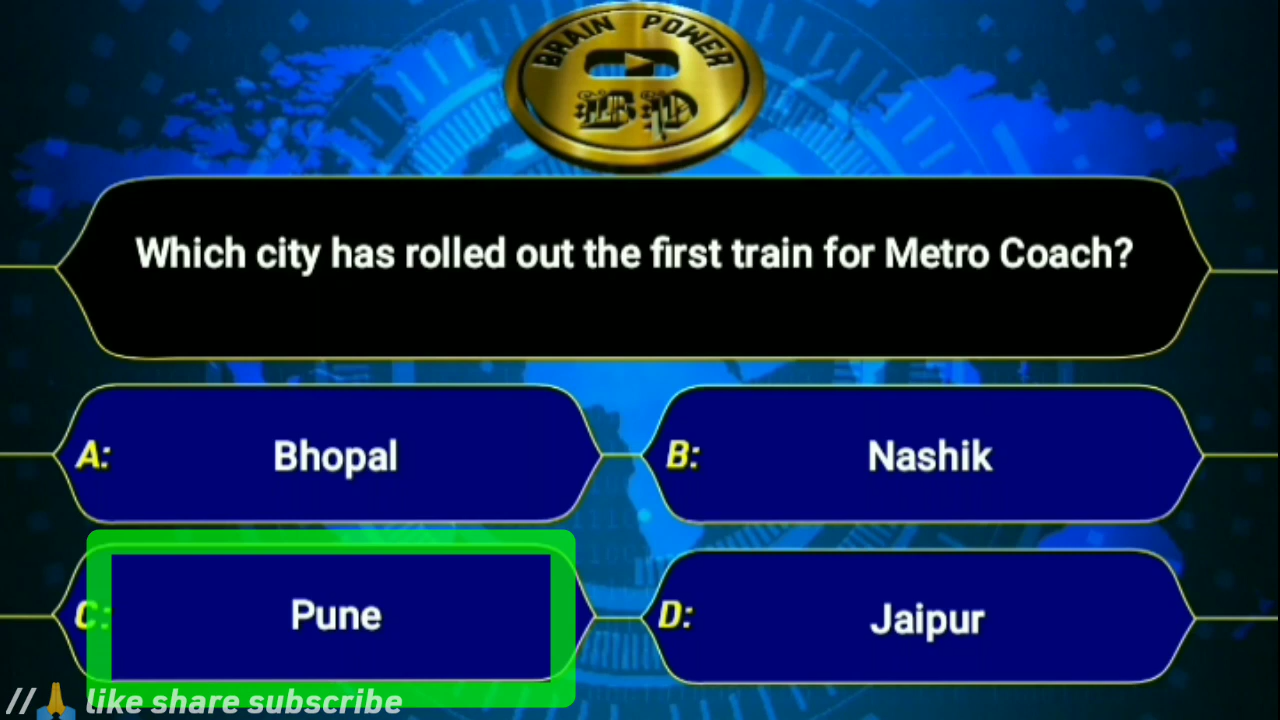 BRAIN POWER
BP
Which city has rolled out the first train for Metro Coach?
A: Bhopal
B: Nashik
C: Pune
D: Jaipur
//🙏 like share subscribe